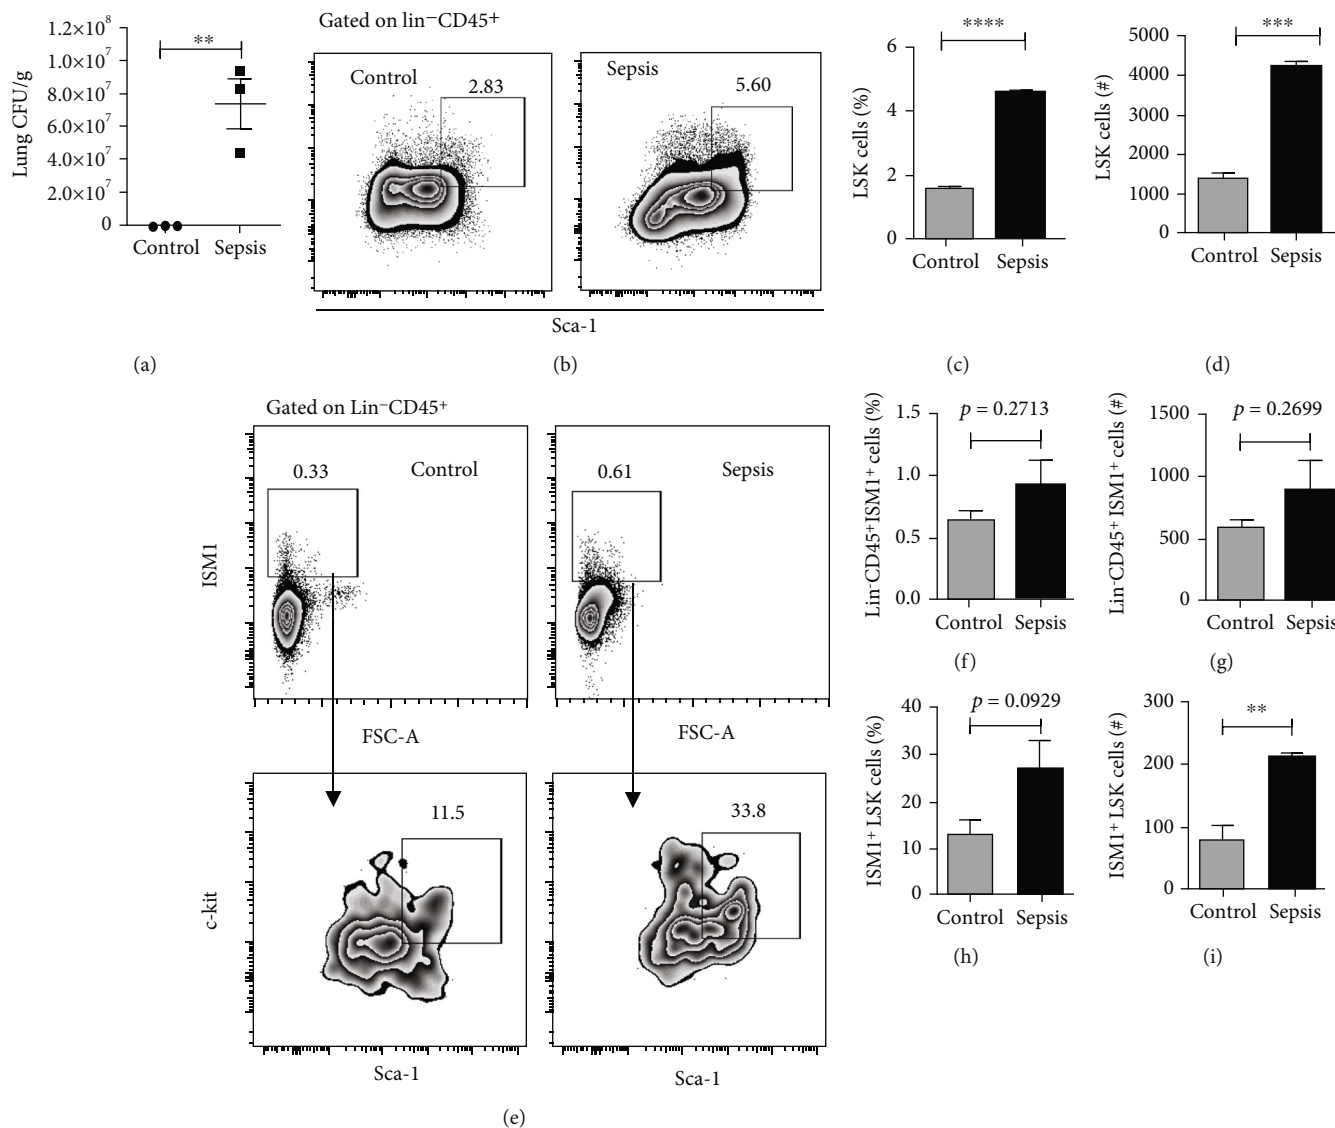 Lung CFU/g
1.2×10⁸
1.0×10⁸
8.0×10⁷
6.0×10⁷
4.0×10⁷
2.0×10⁷
0
**
Control Sepsis
(a)
Gated on lin⁻CD45⁺
Control
2.83
Sepsis
5.60
Sca-1
(b)
LSK cells (%)
6
4
2
0
****
Control Sepsis
(c)
LSK cells (#)
5000
4000
3000
2000
1000
0
***
Control Sepsis
(d)
Gated on Lin⁻CD45⁺
ISM1
0.33
Control
0.61
Sepsis
FSC-A
FSC-A
c-kit
11.5
33.8
Sca-1
Sca-1
(e)
Lin⁻CD45⁺ISM1⁺ cells (%)
1.5
1.0
0.5
0.0
p = 0.2713
Control Sepsis
(f)
Lin⁻CD45⁺ ISM1⁺ cells (#)
1500
1000
500
0
p = 0.2699
Control Sepsis
(g)
ISM1⁺ LSK cells (%)
40
30
20
10
0
p = 0.0929
Control Sepsis
(h)
ISM1⁺ LSK cells (#)
300
200
100
0
**
Control Sepsis
(i)